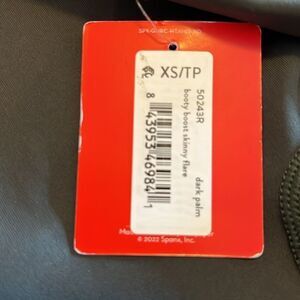 XS/TP
50243R
dark palm
booty boost skinny flare
8 43953 46984 1
© 2022 Spanx, Inc.